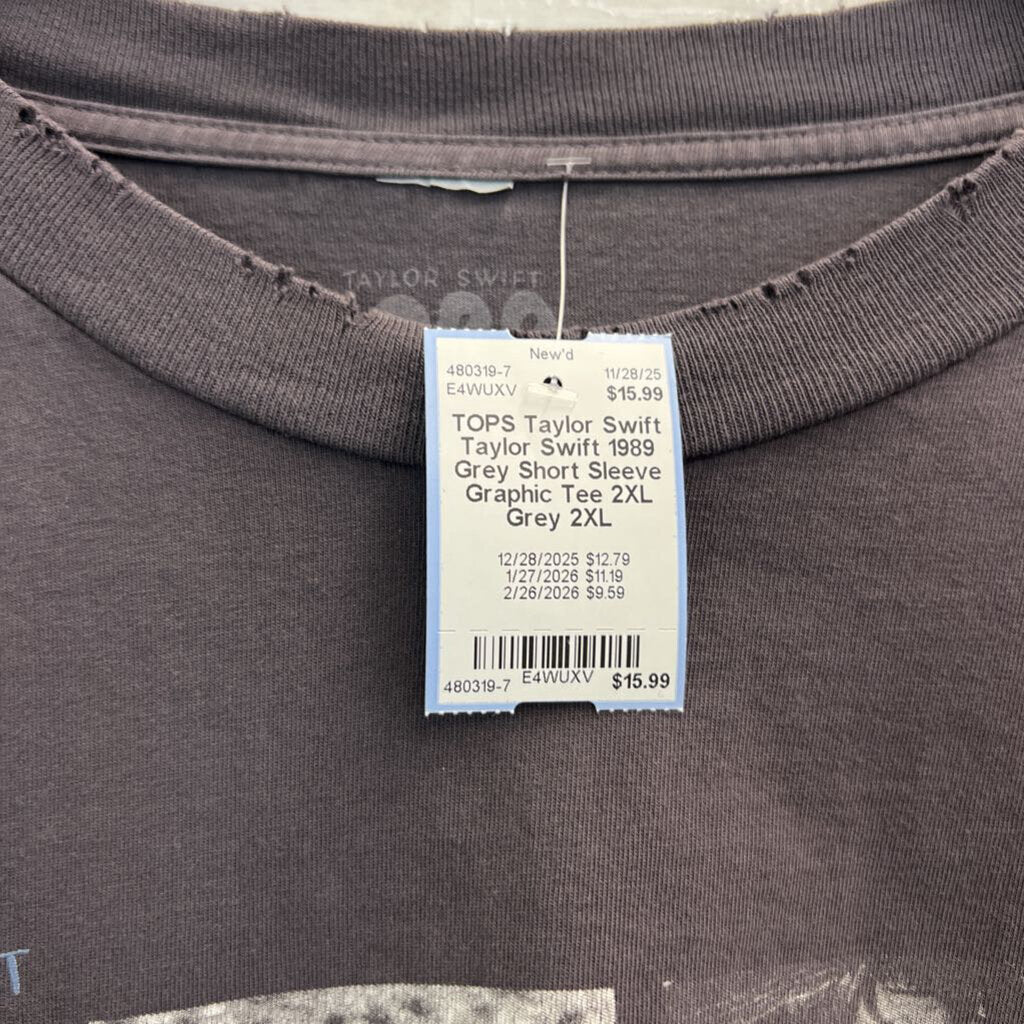 TAYLOR SWIFT
New'd
480319-7 11/28/25
E4WUXV $15.99
TOPS Taylor Swift
Taylor Swift 1989
Grey Short Sleeve
Graphic Tee 2XL
Grey 2XL
12/28/2025 $12.79
1/27/2026 $11.19
2/26/2026 $9.59
480319-7 E4WUXV $15.99
T